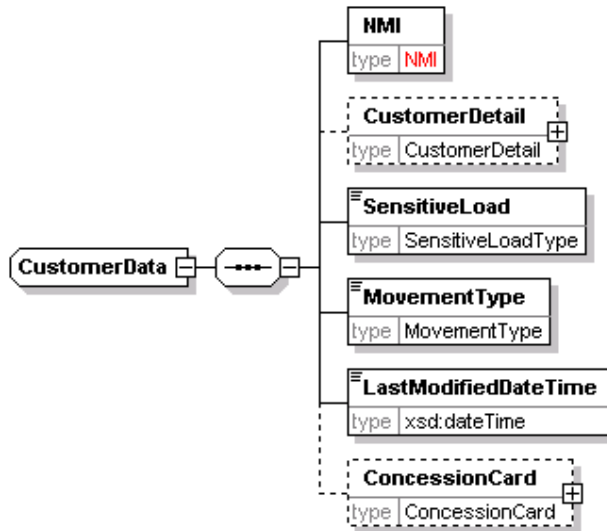 NMI
type NMI
CustomerDetail
type CustomerDetail
SensitiveLoad
type SensitiveLoadType
CustomerData
MovementType
type MovementType
LastModifiedDateTime
type xsd:dateTime
ConcessionCard
type ConcessionCard